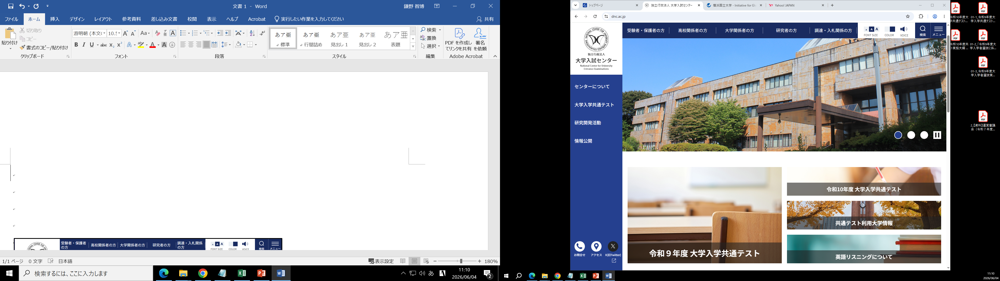 文書 1 - Word
鎌野 智博
ファイル ホーム 挿入 デザイン レイアウト 参考資料 差し込み文書 校閲 表示 ヘルプ Acrobat 実行したい作業を入力してください 共有
貼り付け
切り取り
コピー
書式のコピー/貼り付け
クリップボード
游明朝 (本文の 10.5
フォント
段落
あア亜 標準
あア亜 行間詰め
あア亜 見出し 1
あア亜 見出し 2
あア亜 表題
スタイル
検索
置換
選択
編集
PDF を作成し
てリンクを共有
署名
を依頼
Adobe Acrobat
受験者・保護者
の方
高校関係者の方
大学関係者の方
研究者の方
調達・入札関係
の方
FONT SIZE COLOR VOICE 検索 メニュー
1/1 ページ 0 文字 日本語
表示設定
180%
検索するには、ここに入力します
11:10
2026/06/04
2
トップページ
独立行政法人 大学入試センター
横浜国立大学 - Initiative for Gl
Yahoo! JAPAN
dnc.ac.jp
NATIONAL CENTER FOR UNIVERSITY ENTRANCE EXAMINATIONS
独立行政法人
大学入試センター
National Center for University
Entrance Examinations
受験者・保護者の方 高校関係者の方 大学関係者の方 研究者の方 調達・入札関係の方
A A A
FONT SIZE COLOR VOICE 検索 メニュー
センターについて
大学入学共通テスト
研究開発活動
情報公開
お問合せ アクセス X(旧Twitter)
令和９年度 大学入学共通テスト
令和10年度 大学入学共通テスト
共通テスト利用大学情報
英語リスニングについて
令和10年度大
学共通テスト...
01-1_令和9年度大
学入学共通テスト...
令和10年度共
ト実施大綱 ...
01-2_「令和9年度大
学入学者選抜に係...
01-3_令和9年度大
学入学者選抜実...
2_【資料】運営審議
会（令和７年度...
11:10
2026/06/04